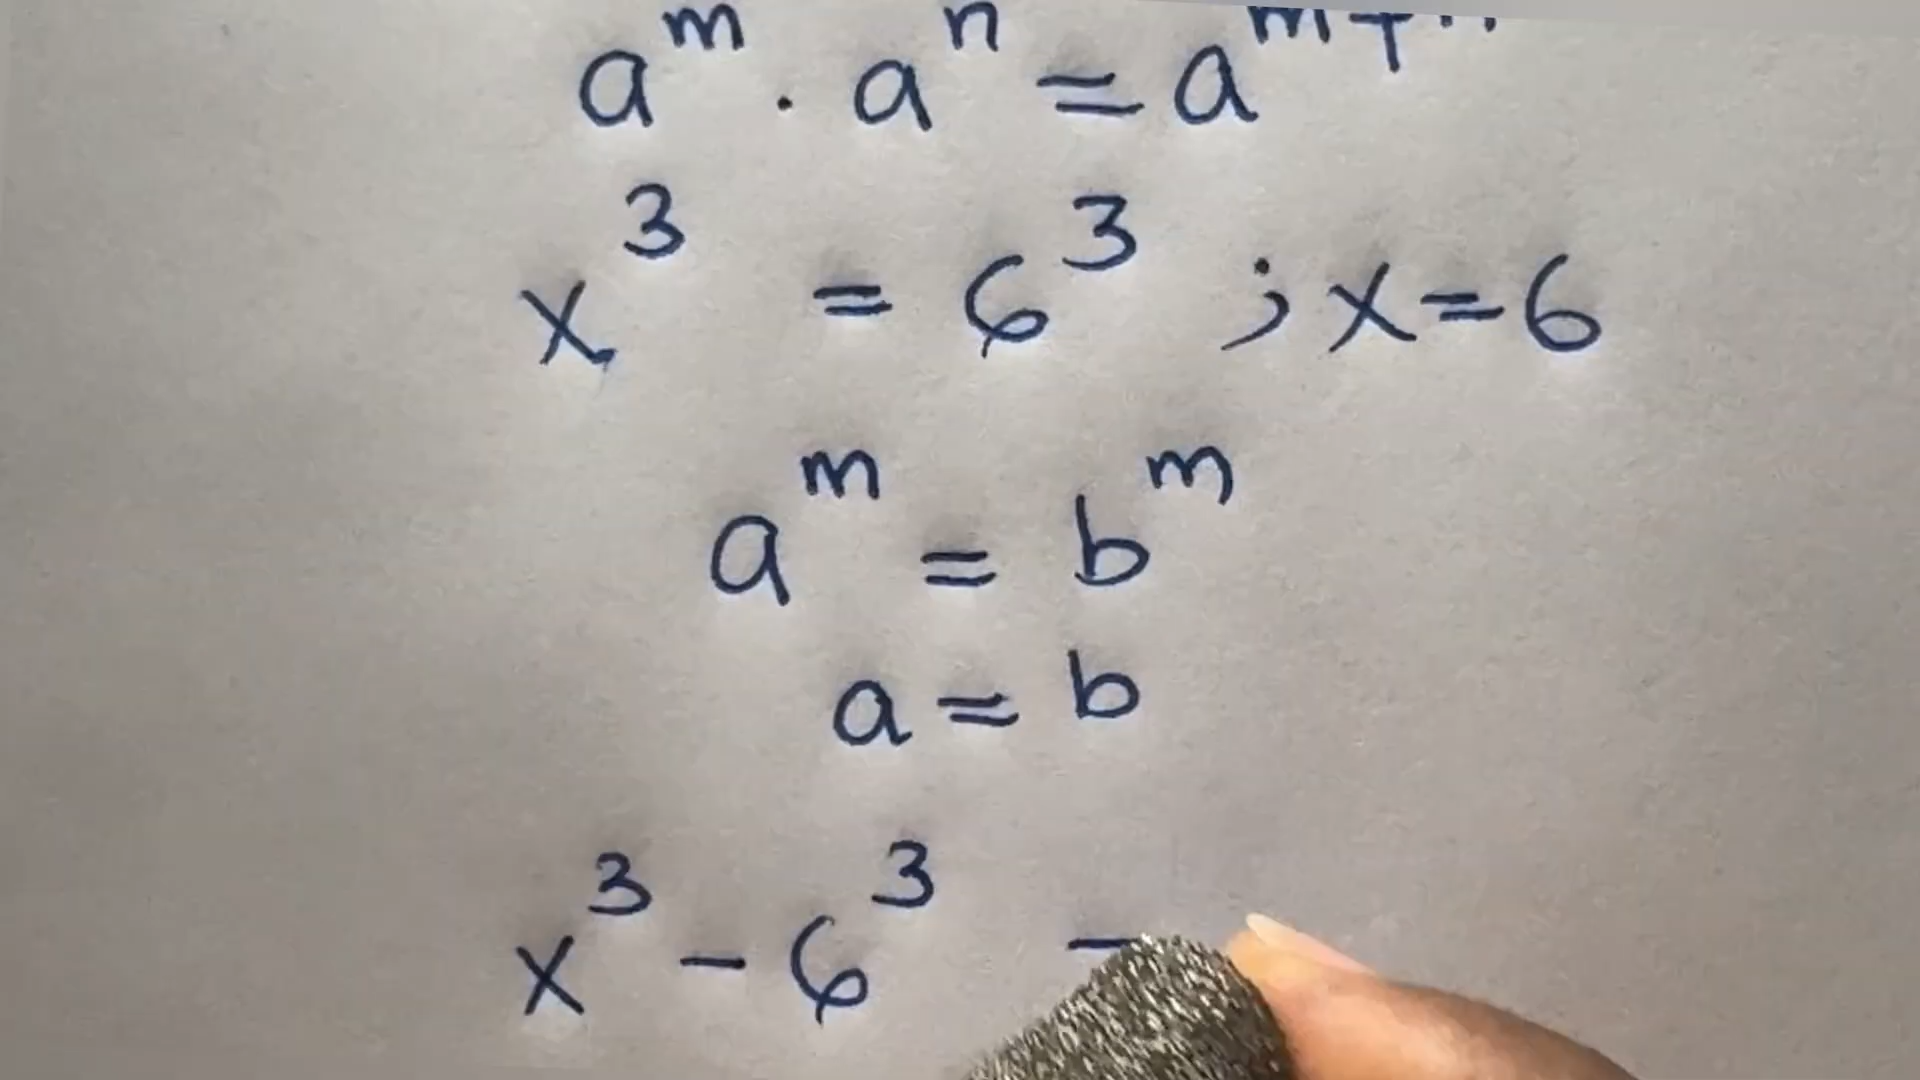 a^m · a^n = a^m+n
x^3 = 6^3 ; x = 6
a^m = b^m
a = b
x^3 - 6^3 =